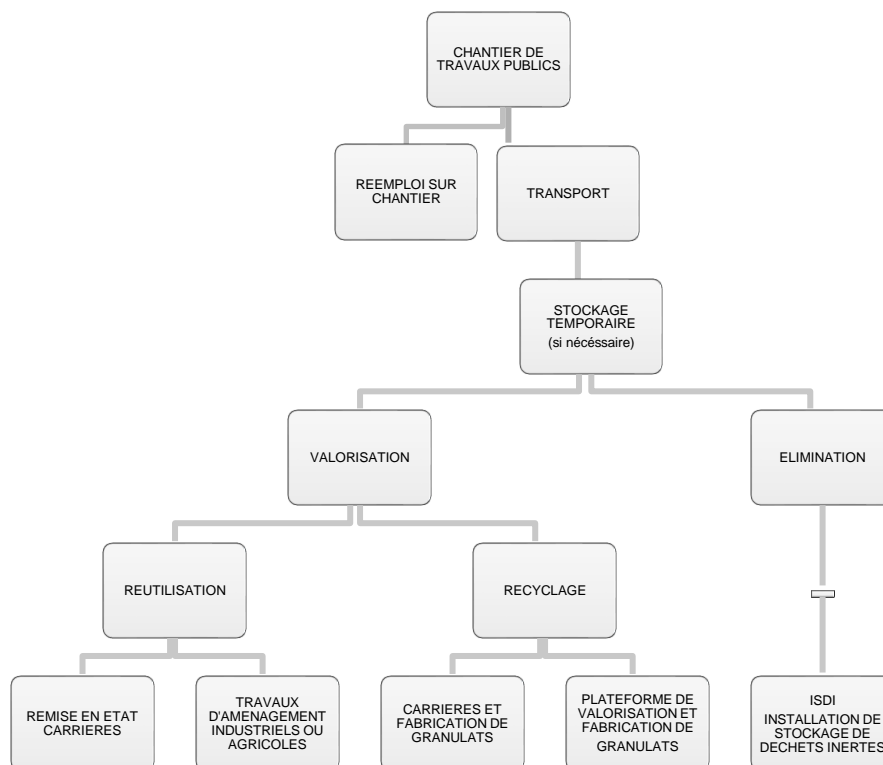 CHANTIER DE
TRAVAUX PUBLICS
REEMPLOI SUR
CHANTIER
TRANSPORT
STOCKAGE
TEMPORAIRE
(si nécéssaire)
VALORISATION
ELIMINATION
REUTILISATION
RECYCLAGE
REMISE EN ETAT
CARRIERES
TRAVAUX
D'AMENAGEMENT
INDUSTRIELS OU
AGRICOLES
CARRIERES ET
FABRICATION DE
GRANULATS
PLATEFORME DE
VALORISATION ET
FABRICATION DE
GRANULATS
ISDI
INSTALLATION DE
STOCKAGE DE
DECHETS INERTES